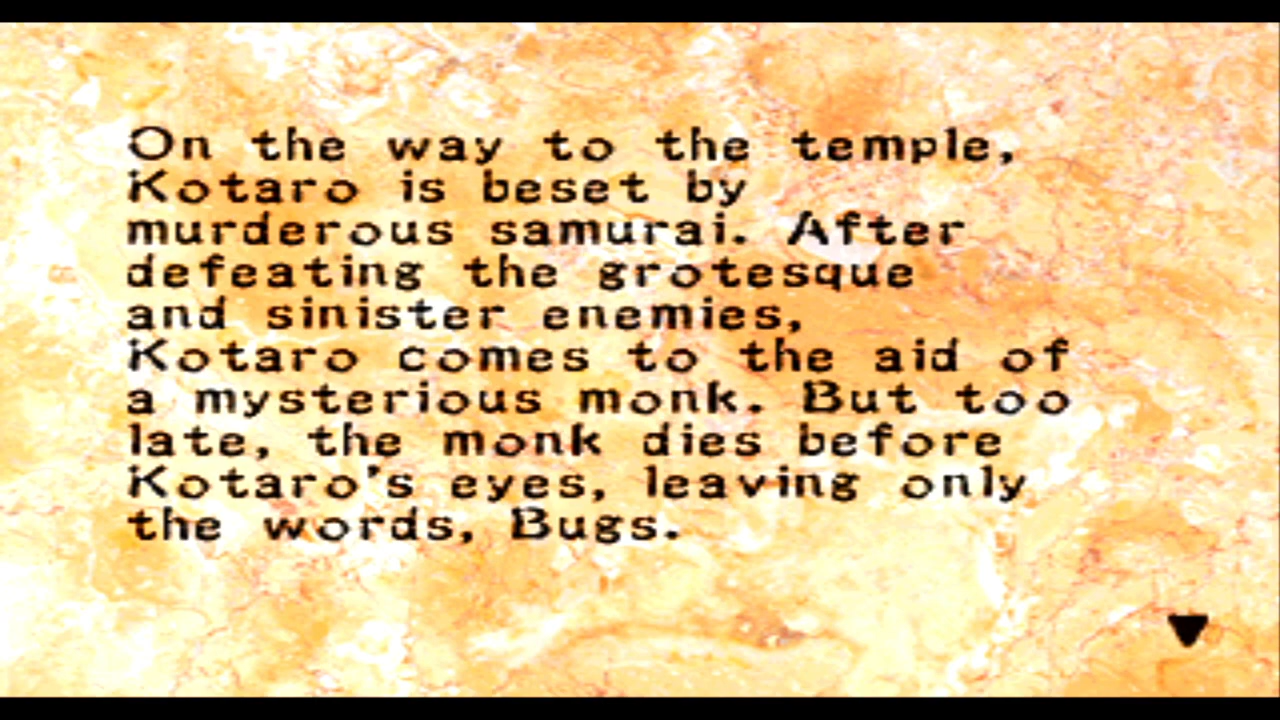 On the way to the temple,
Kotaro is beset by
murderous samurai. After
defeating the grotesque
and sinister enemies,
Kotaro comes to the aid of
a mysterious monk. But too
late, the monk dies before
Kotaro's eyes, leaving only
the words, Bugs.